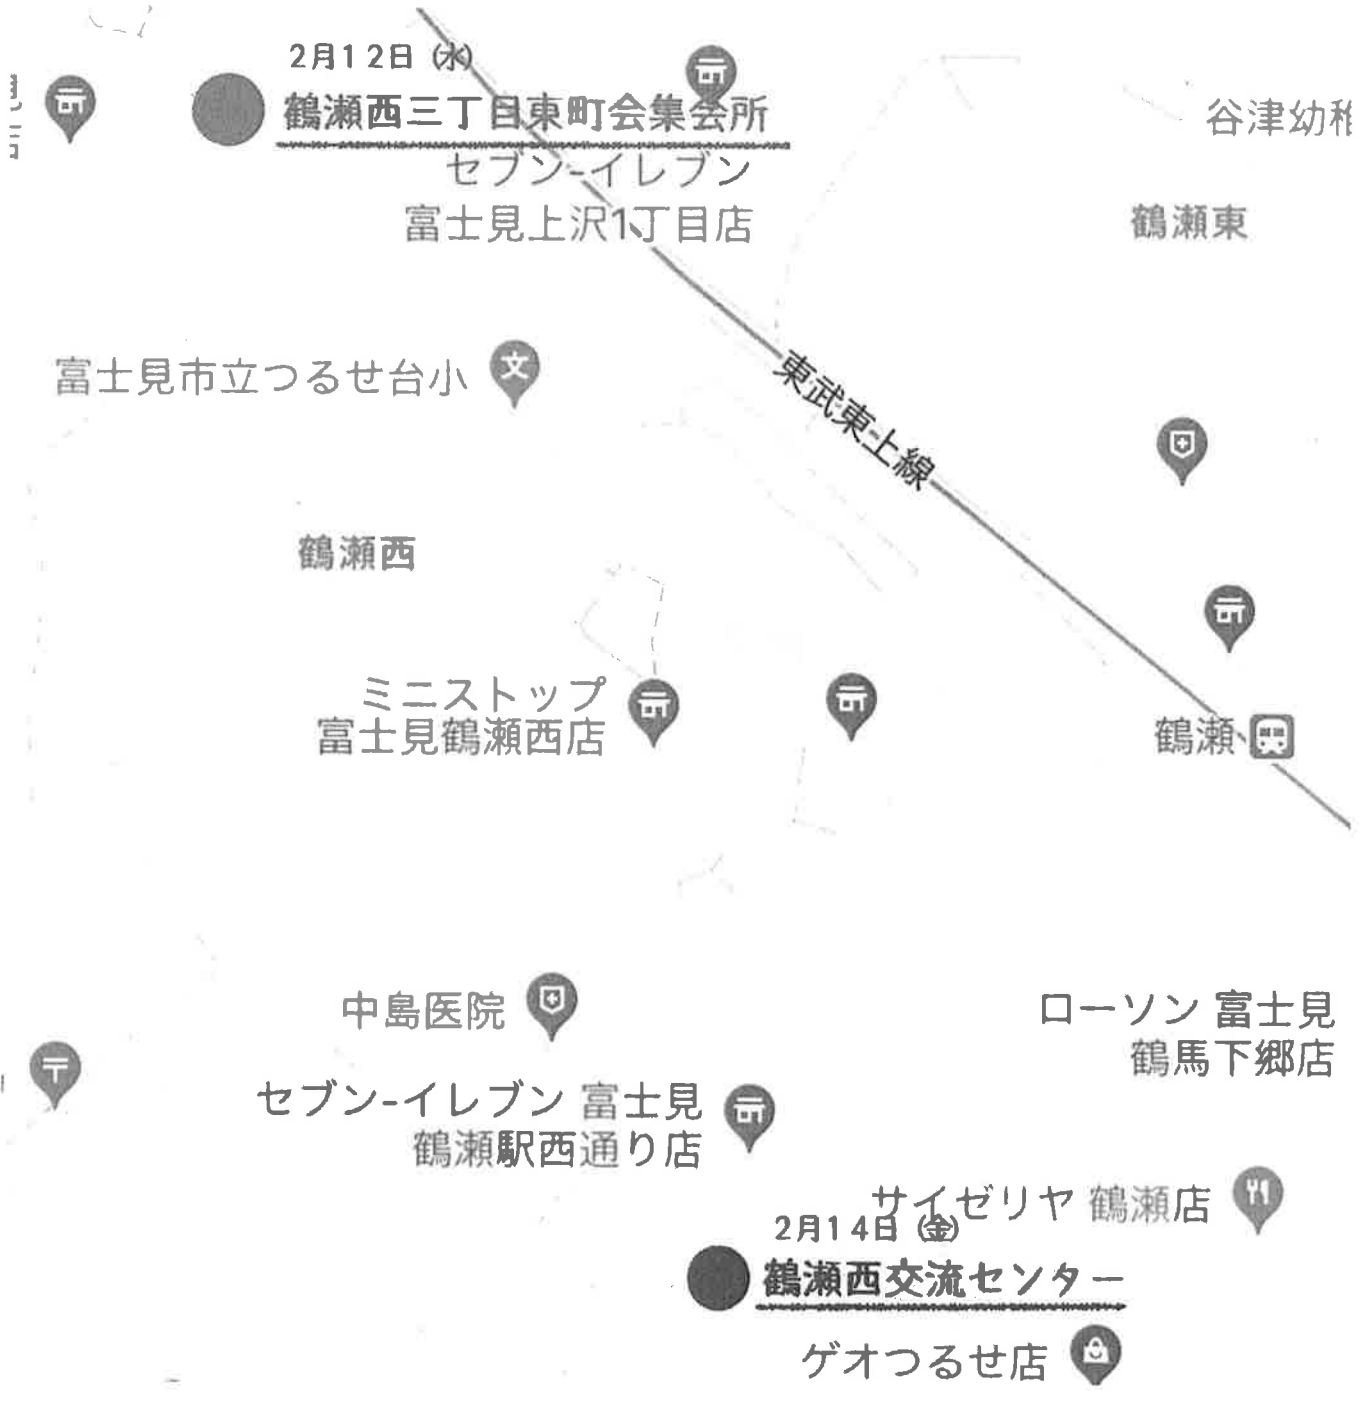 2月12日（水）
鶴瀬西三丁目東町会集会所
セブン-イレブン
富士見上沢1丁目店
谷津幼稚
鶴瀬東
富士見市立つるせ台小
文
東武東上線
鶴瀬西
ミニストップ
富士見鶴瀬西店
鶴瀬
中島医院
ローソン 富士見
鶴馬下郷店
〒
セブン-イレブン 富士見
鶴瀬駅西通り店
サイゼリヤ 鶴瀬店
2月14日（金）
鶴瀬西交流センター
ゲオつるせ店